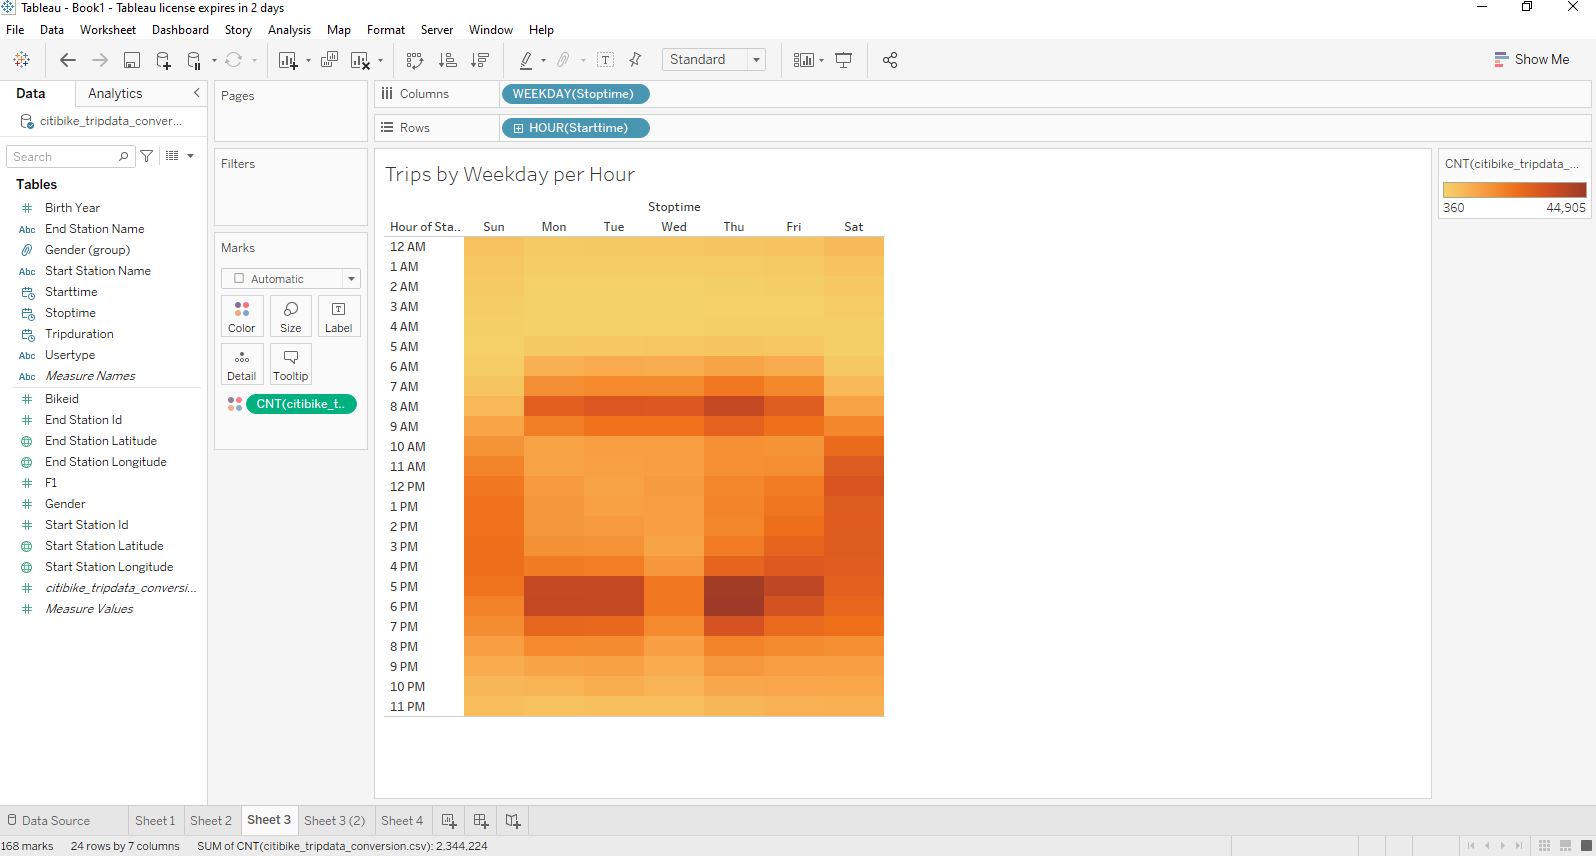 Tableau - Book1 - Tableau license expires in 2 days
File Data Worksheet Dashboard Story Analysis Map Format Server Window Help
Standard
Show Me
Data Analytics
citibike_tripdata_conver...
Search
Tables
Birth Year
Abc End Station Name
Gender (group)
Abc Start Station Name
Starttime
Stoptime
Tripduration
Abc Usertype
Abc Measure Names
Bikeid
End Station Id
End Station Latitude
End Station Longitude
F1
Gender
Start Station Id
Start Station Latitude
Start Station Longitude
citibike_tripdata_conversi...
Measure Values
Pages
Filters
Marks
Automatic
Color Size Label
Detail Tooltip
CNT(citibike_t..
Columns WEEKDAY(Stoptime)
Rows HOUR(Starttime)
Trips by Weekday per Hour
Stoptime
Hour of Sta.. Sun Mon Tue Wed Thu Fri Sat
12 AM
1 AM
2 AM
3 AM
4 AM
5 AM
6 AM
7 AM
8 AM
9 AM
10 AM
11 AM
12 PM
1 PM
2 PM
3 PM
4 PM
5 PM
6 PM
7 PM
8 PM
9 PM
10 PM
11 PM
CNT(citibike_tripdata_...
360 44,905
Data Source Sheet 1 Sheet 2 Sheet 3 Sheet 3 (2) Sheet 4
168 marks 24 rows by 7 columns SUM of CNT(citibike_tripdata_conversion.csv): 2,344,224